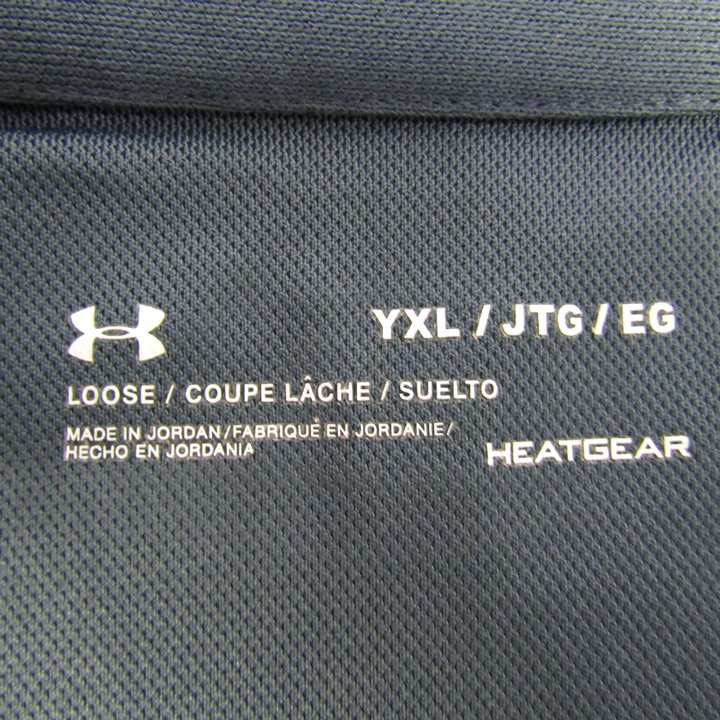 YXL / JTG / EG
LOOSE / COUPE LÂCHE / SUELTO
MADE IN JORDAN/FABRIQUÉ EN JORDANIE/
HECHO EN JORDANIA
HEATGEAR